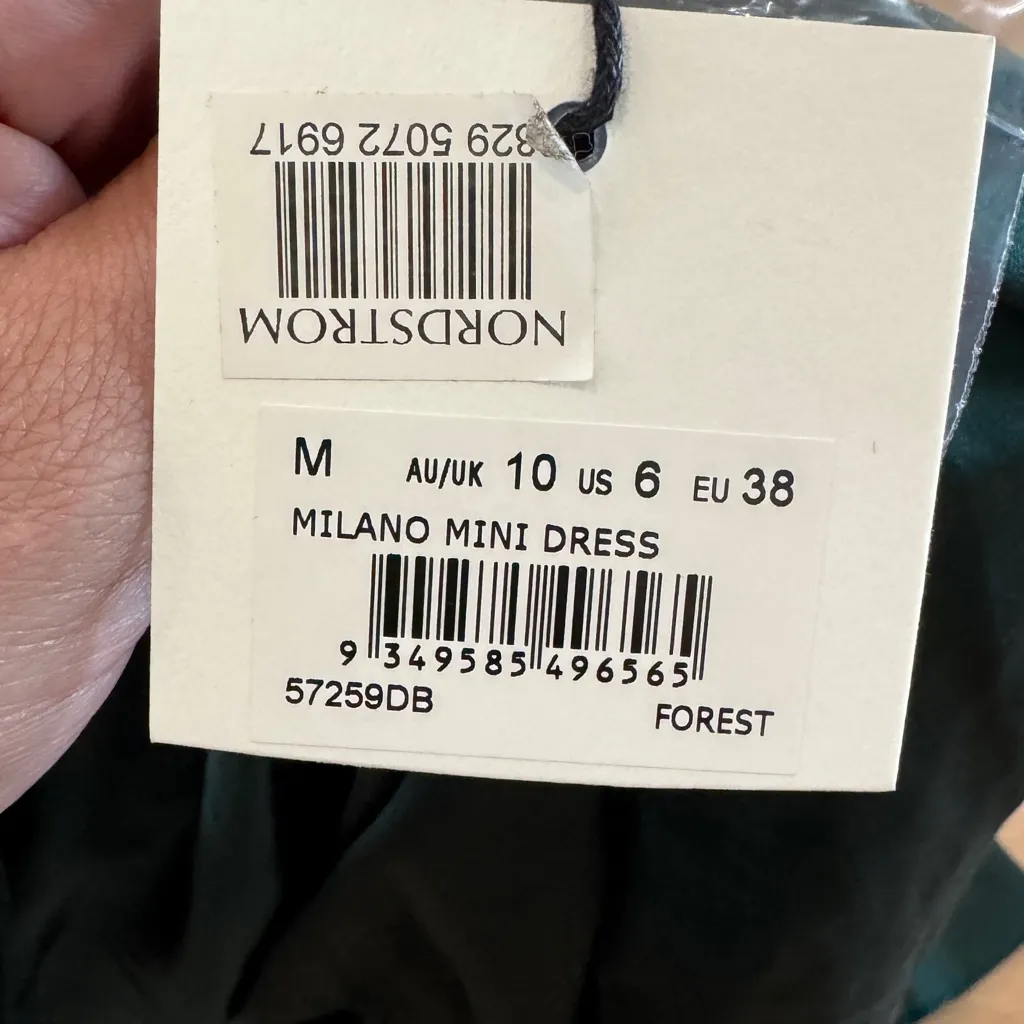 NORDSTROM
829 5072 6917
M AU/UK 10 US 6 EU 38
MILANO MINI DRESS
9 349585 496565
57259DB FOREST